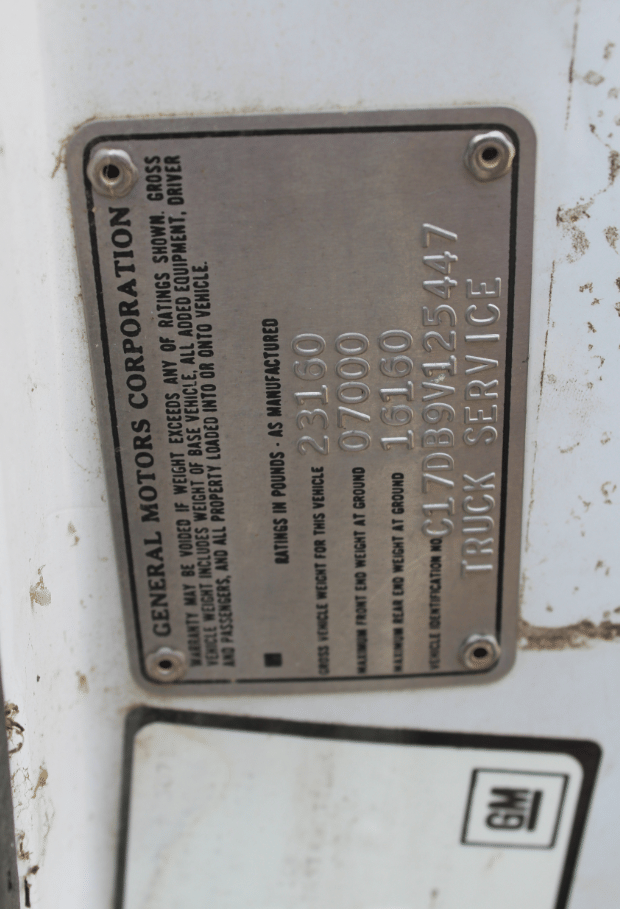 GENERAL MOTORS CORPORATION
WARRANTY MAY BE VOIDED IF WEIGHT EXCEEDS ANY OF RATINGS SHOWN. GROSS
VEHICLE WEIGHT INCLUDES WEIGHT OF BASE VEHICLE, ALL ADDED EQUIPMENT, DRIVER
AND PASSENGERS, AND ALL PROPERTY LOADED INTO OR ONTO VEHICLE.
RATINGS IN POUNDS - AS MANUFACTURED
GROSS VEHICLE WEIGHT FOR THIS VEHICLE 23160
MAXIMUM FRONT END WEIGHT AT GROUND 07000
MAXIMUM REAR END WEIGHT AT GROUND 16160
VEHICLE IDENTIFICATION NO. C17DB9V125447
TRUCK SERVICE
GM